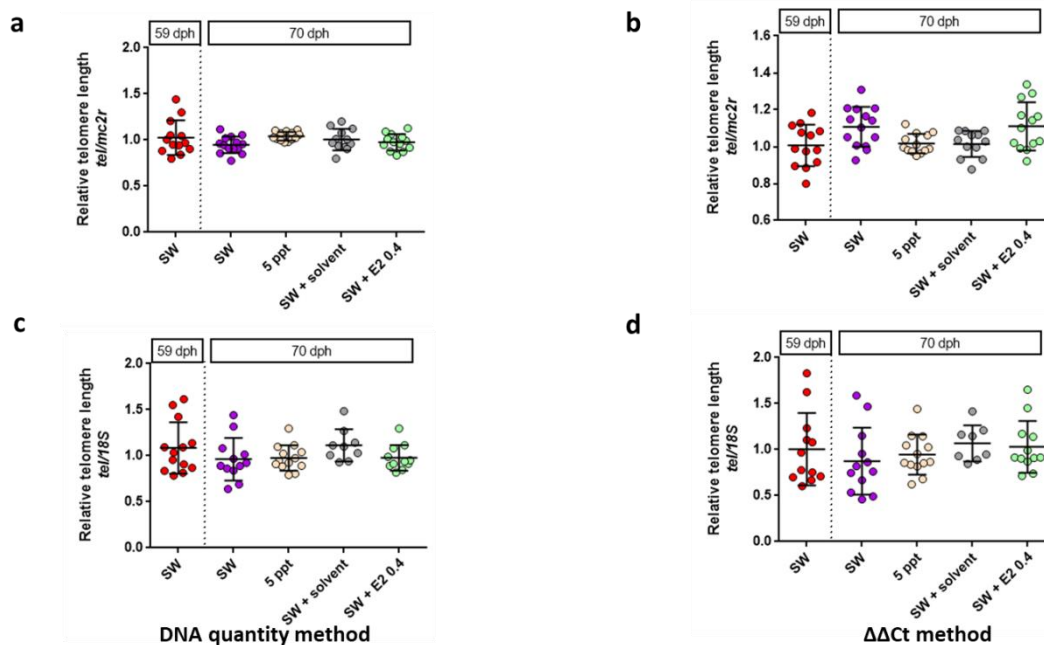 a
59 dph 70 dph
Relative telomere length
tel/mc2r
2.0
1.5
1.0
0.5
0.0
SW
SW
5 ppt
SW + solvent
SW + E2 0.4
b
59 dph 70 dph
Relative telomere length
tel/mc2r
1.6
1.4
1.2
1.0
0.8
0.6
SW
SW
5 ppt
SW + solvent
SW + E2 0.4
c
59 dph 70 dph
Relative telomere length
tel/18S
2.0
1.5
1.0
0.5
0.0
SW
SW
5 ppt
SW + solvent
SW + E2 0.4
DNA quantity method
d
59 dph 70 dph
Relative telomere length
tel/18S
2.0
1.5
1.0
0.5
0.0
SW
SW
5 ppt
SW + solvent
SW + E2 0.4
ΔΔCt method